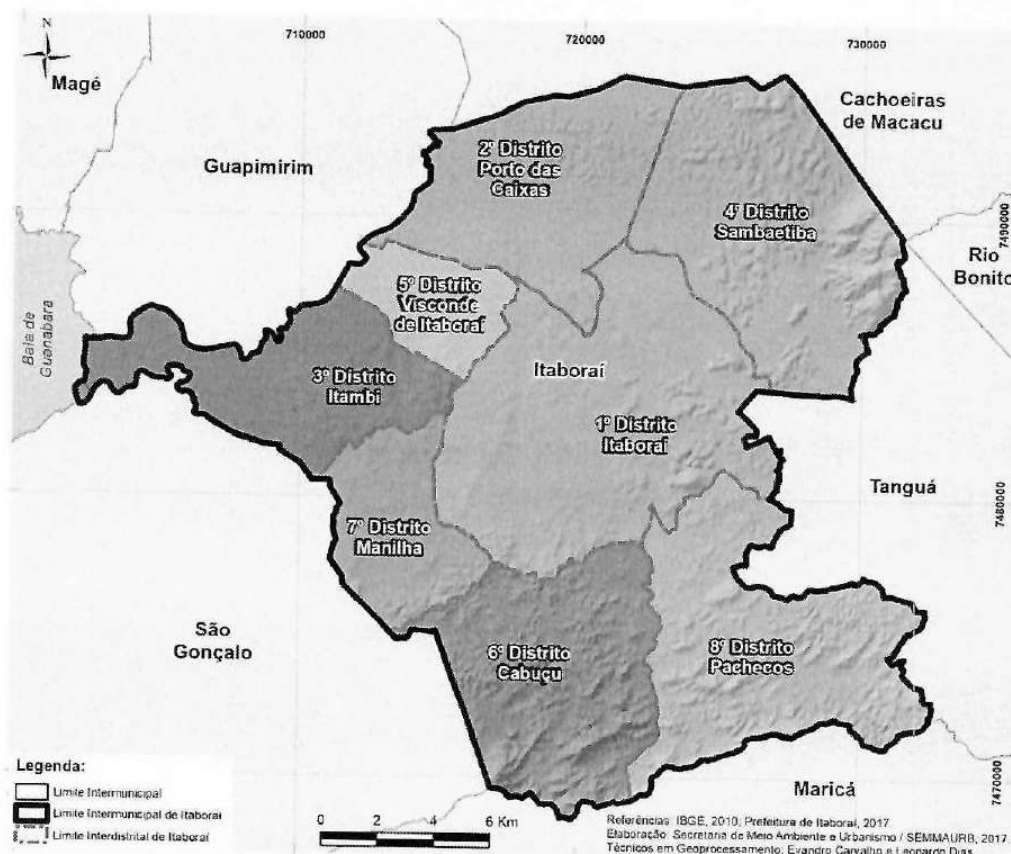 N
710000
720000
730000
Magé
Cachoeiras
de Macacu
Guapimirim
2º Distrito
Porto das
Caixas
4º Distrito
Sambaetiba
7490000
Rio
Bonito
5º Distrito
Visconde
de Itaboraí
Baía de
Guanabara
3º Distrito
Itambi
Itaboraí
1º Distrito
Itaboraí
Tanguá
7480000
7º Distrito
Manilha
São
Gonçalo
6º Distrito
Cabuçu
8º Distrito
Pachecos
7470000
Maricá
Legenda:
Limite Intermunicipal
Limite Intermunicipal de Itaboraí
Limite Interdistrital de Itaboraí
0 2 4 6 Km
Referências: IBGE, 2010; Prefeitura de Itaboraí, 2017.
Elaboração: Secretaria de Meio Ambiente e Urbanismo / SEMMAURB, 2017.
Técnicos em Geoprocessamento: Evandro Carvalho e Leonardo Dias